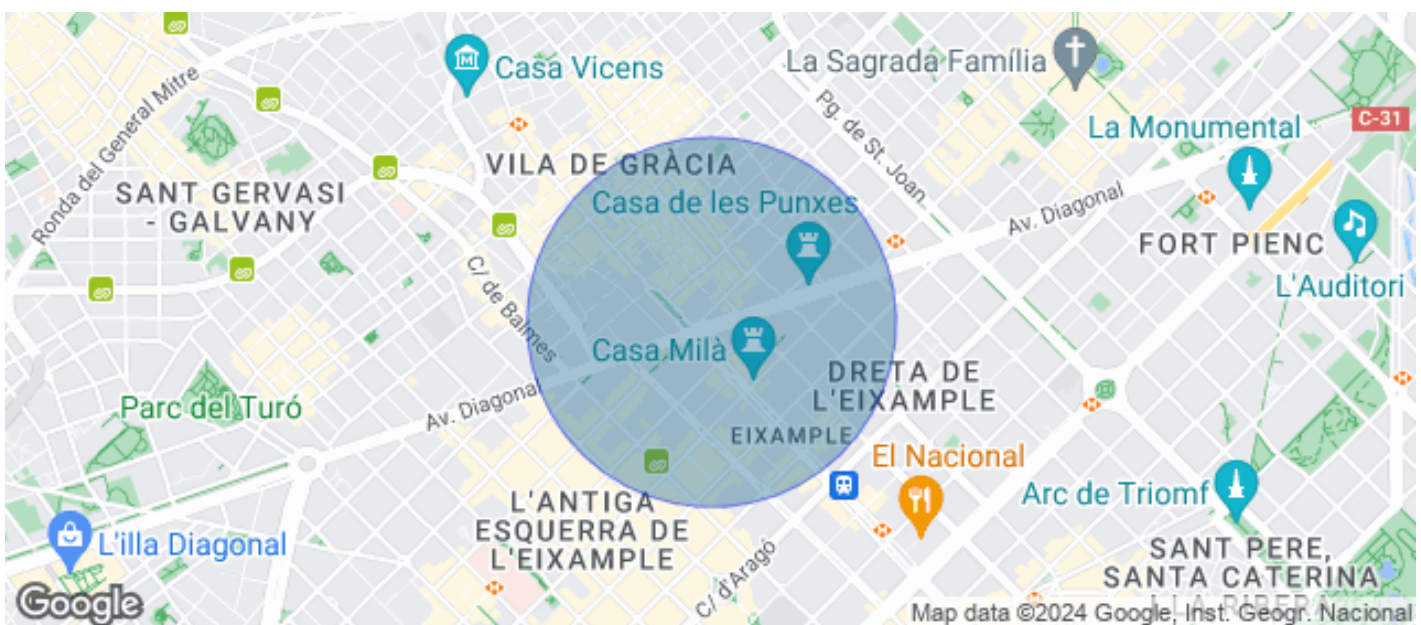 Casa Vicens
La Sagrada Família
Ronda del General Mitre
Pg. de St. Joan
La Monumental
C-31
VILA DE GRÀCIA
SANT GERVASI
- GALVANY
Casa de les Punxes
Av. Diagonal
FORT PIENC
L'Auditori
C/ de Balmes
Casa Milà
DRETA DE
L'EIXAMPLE
Parc del Turó
Av. Diagonal
EIXAMPLE
El Nacional
L'ANTIGA
ESQUERRA DE
L'EIXAMPLE
Arc de Triomf
L'illa Diagonal
C/ d'Aragó
SANT PERE,
SANTA CATERINA
I LA RIBERA
Google
Map data ©2024 Google, Inst. Geogr. Nacional